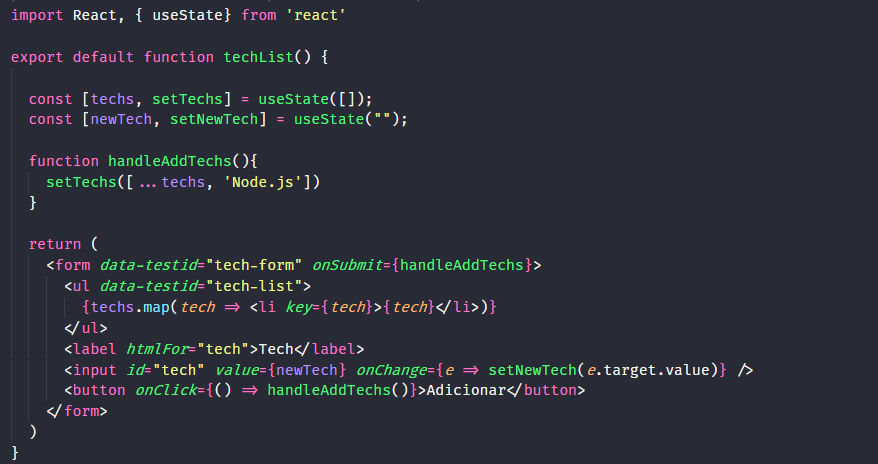 import React, { useState} from 'react'
export default function techList() {
const [techs, setTechs] = useState([]);
const [newTech, setNewTech] = useState("");
function handleAddTechs(){
setTechs([...techs, 'Node.js'])
}
return (
<form data-testid="tech-form" onSubmit={handleAddTechs}>
<ul data-testid="tech-list">
{techs.map(tech => <li key={tech}>{tech}</li>)}
</ul>
<label htmlFor="tech">Tech</label>
<input id="tech" value={newTech} onChange={e => setNewTech(e.target.value)} />
<button onClick={() => handleAddTechs()}>Adicionar</button>
</form>
)
}